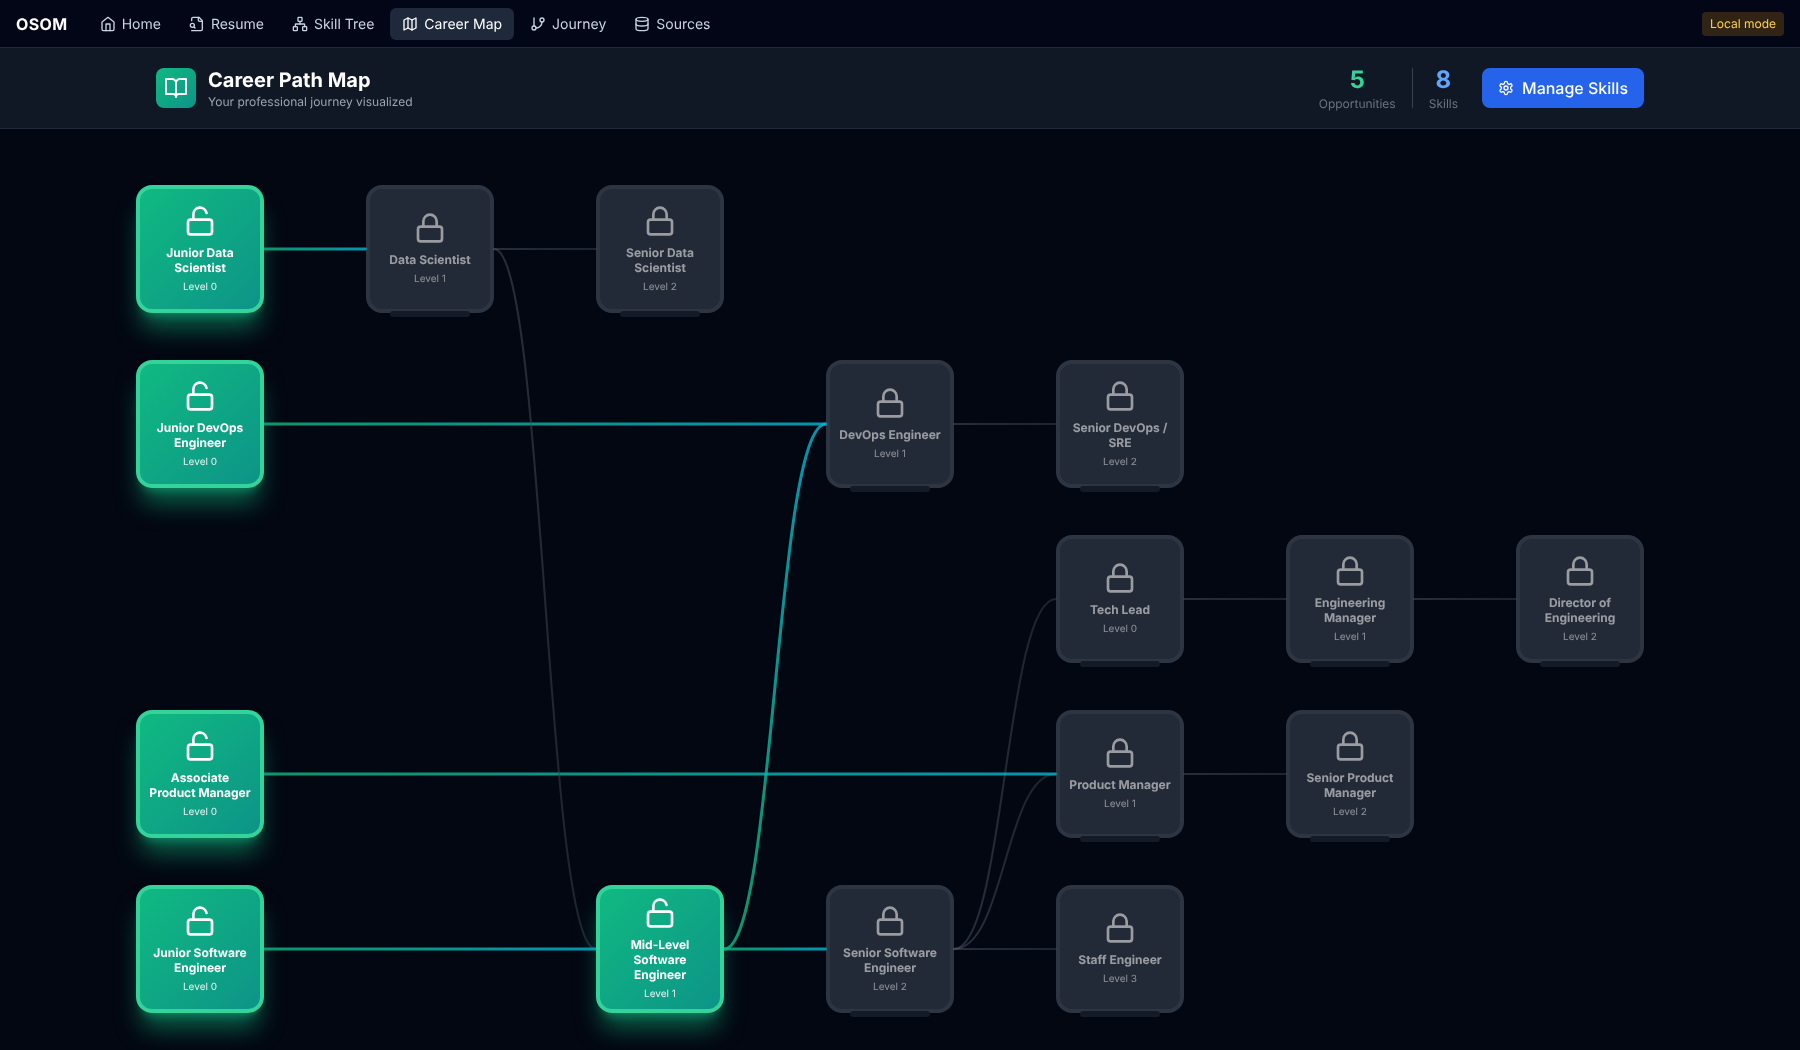 OSOM
Home
Resume
Skill Tree
Career Map
Journey
Sources
Local mode
Career Path Map
Your professional journey visualized
5
Opportunities
8
Skills
Manage Skills
Junior Data
Scientist
Level 0
Data Scientist
Level 1
Senior Data
Scientist
Level 2
Junior DevOps
Engineer
Level 0
DevOps Engineer
Level 1
Senior DevOps /
SRE
Level 2
Tech Lead
Level 0
Engineering
Manager
Level 1
Director of
Engineering
Level 2
Associate
Product Manager
Level 0
Product Manager
Level 1
Senior Product
Manager
Level 2
Junior Software
Engineer
Level 0
Mid-Level
Software
Engineer
Level 1
Senior Software
Engineer
Level 2
Staff Engineer
Level 3